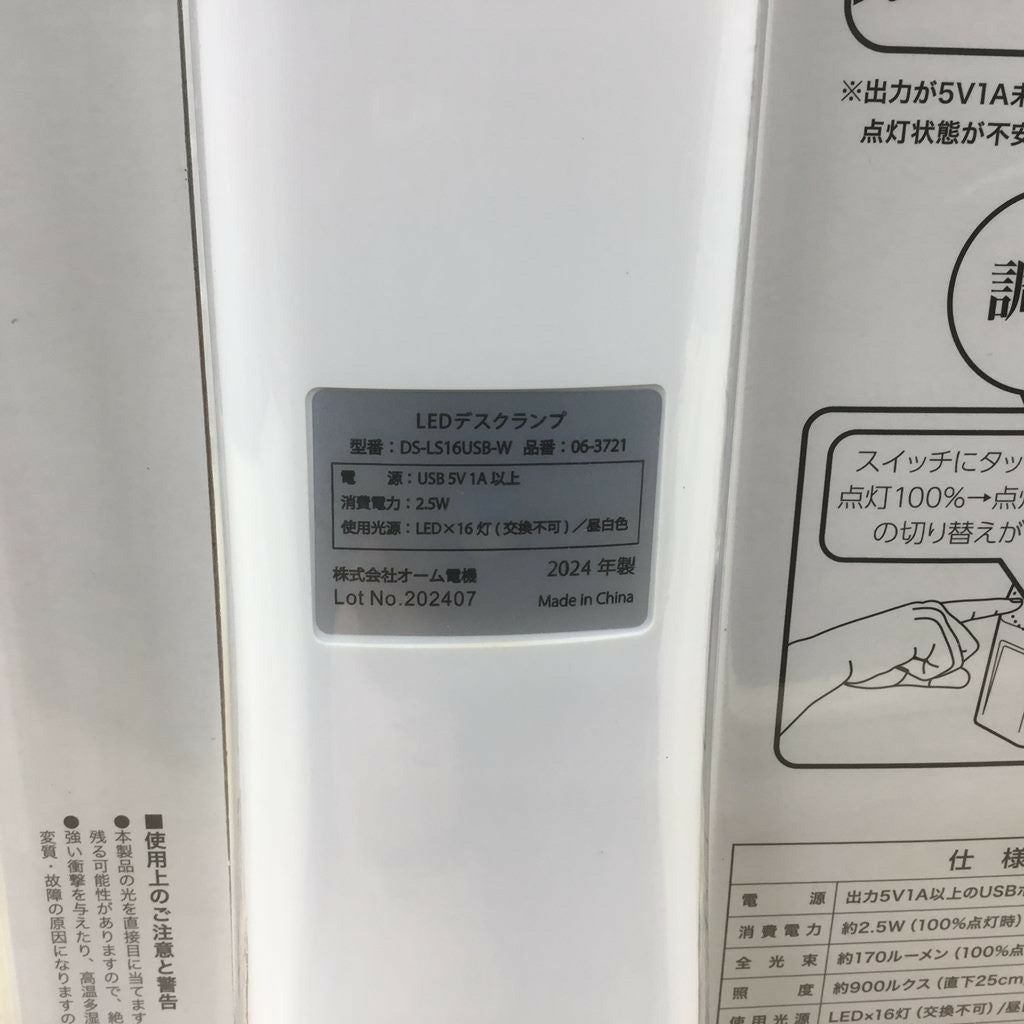 LEDデスクランプ
型番：DS-LS16USB-W 品番：06-3721
電　源：USB 5V 1A 以上
消費電力：2.5W
使用光源：LED×16 灯 (交換不可)／昼白色
株式会社オーム電機
2024 年製
Lot No.202407
Made in China
※出力が5V1A未
点灯状態が不安
調
スイッチにタッ
点灯100%→点灯
の切り替えが
仕様
電源 出力5V1A以上のUSBポ
消費電力 約2.5W (100%点灯時)
全光束 約170ルーメン (100%点
照度 約900ルクス (直下25cm
使用光源 LED×16灯 (交換不可)/昼白
■使用上のご注意と警告
●本製品の光を直接目に当てます
残る可能性がありますので、絶
●強い衝撃を与えたり、高温多湿
変質・故障の原因になりますの